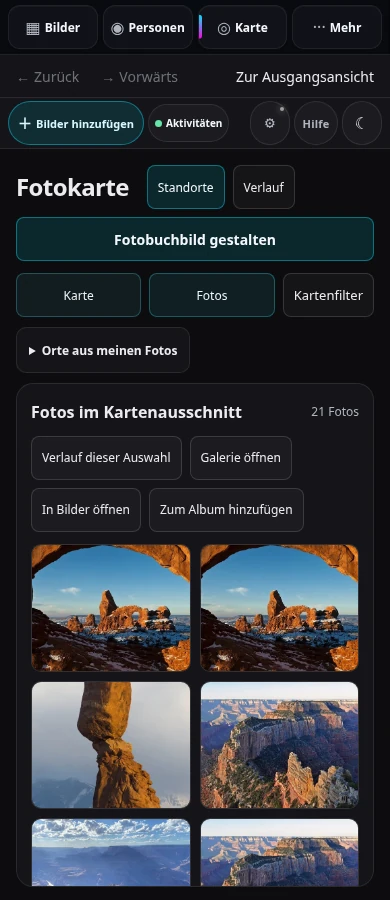 Bilder
Personen
Karte
Mehr
← Zurück
→ Vorwärts
Zur Ausgangsansicht
+ Bilder hinzufügen
Aktivitäten
Hilfe
Fotokarte
Standorte
Verlauf
Fotobuchbild gestalten
Karte
Fotos
Kartenfilter
Orte aus meinen Fotos
Fotos im Kartenausschnitt
21 Fotos
Verlauf dieser Auswahl
Galerie öffnen
In Bilder öffnen
Zum Album hinzufügen